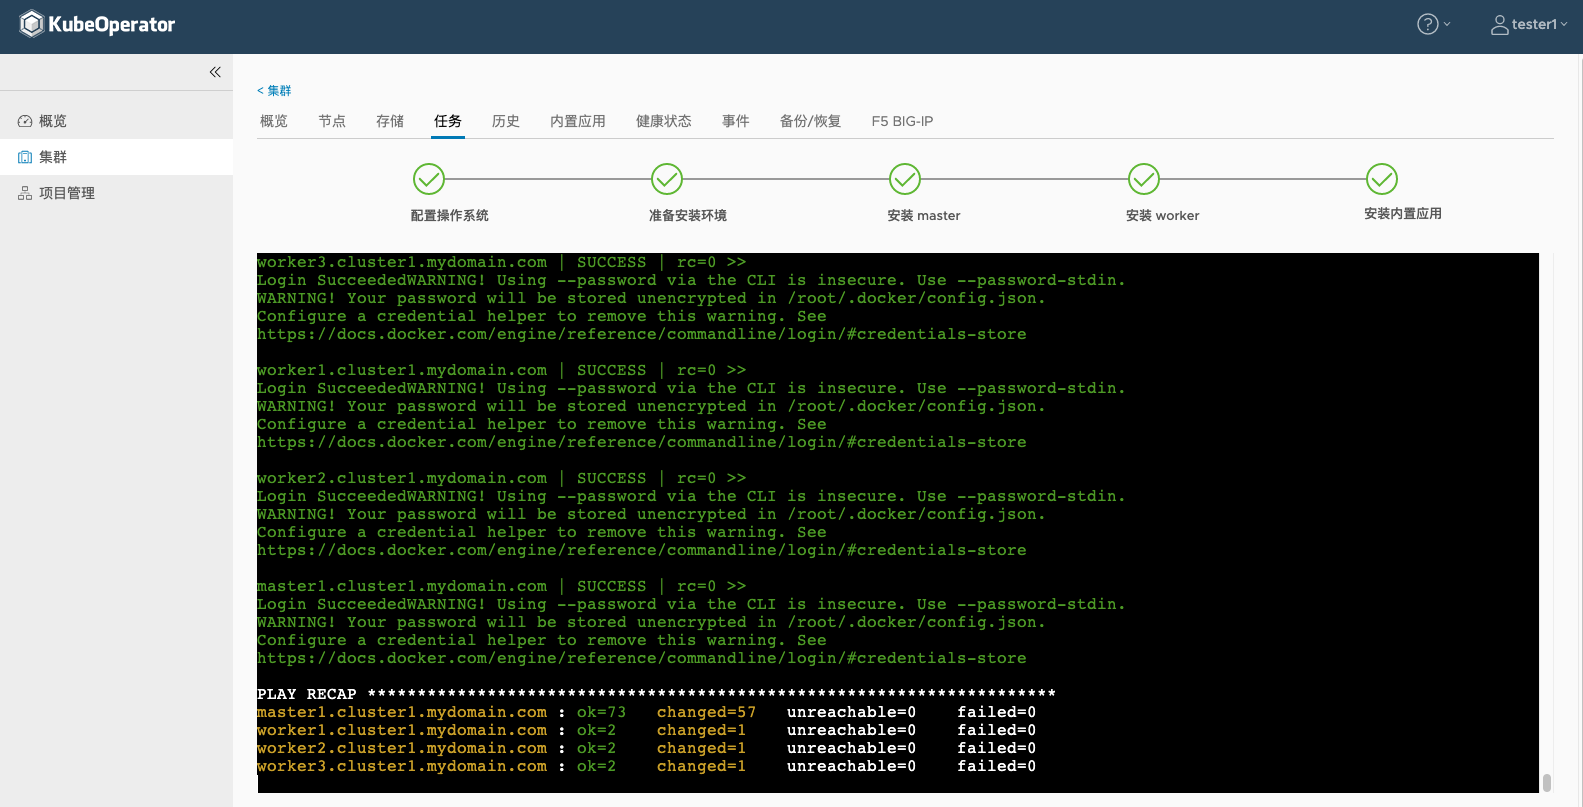 KubeOperator
tester1
概览
集群
项目管理
< 集群
概览 节点 存储 任务 历史 内置应用 健康状态 事件 备份/恢复 F5 BIG-IP
配置操作系统 准备安装环境 安装 master 安装 worker 安装内置应用
worker3.cluster1.mydomain.com | SUCCESS | rc=0 >>
Login SucceededWARNING! Using --password via the CLI is insecure. Use --password-stdin.
WARNING! Your password will be stored unencrypted in /root/.docker/config.json.
Configure a credential helper to remove this warning. See
https://docs.docker.com/engine/reference/commandline/login/#credentials-store
worker1.cluster1.mydomain.com | SUCCESS | rc=0 >>
Login SucceededWARNING! Using --password via the CLI is insecure. Use --password-stdin.
WARNING! Your password will be stored unencrypted in /root/.docker/config.json.
Configure a credential helper to remove this warning. See
https://docs.docker.com/engine/reference/commandline/login/#credentials-store
worker2.cluster1.mydomain.com | SUCCESS | rc=0 >>
Login SucceededWARNING! Using --password via the CLI is insecure. Use --password-stdin.
WARNING! Your password will be stored unencrypted in /root/.docker/config.json.
Configure a credential helper to remove this warning. See
https://docs.docker.com/engine/reference/commandline/login/#credentials-store
master1.cluster1.mydomain.com | SUCCESS | rc=0 >>
Login SucceededWARNING! Using --password via the CLI is insecure. Use --password-stdin.
WARNING! Your password will be stored unencrypted in /root/.docker/config.json.
Configure a credential helper to remove this warning. See
https://docs.docker.com/engine/reference/commandline/login/#credentials-store
PLAY RECAP *********************************************************************
master1.cluster1.mydomain.com : ok=73 changed=57 unreachable=0 failed=0
worker1.cluster1.mydomain.com : ok=2 changed=1 unreachable=0 failed=0
worker2.cluster1.mydomain.com : ok=2 changed=1 unreachable=0 failed=0
worker3.cluster1.mydomain.com : ok=2 changed=1 unreachable=0 failed=0